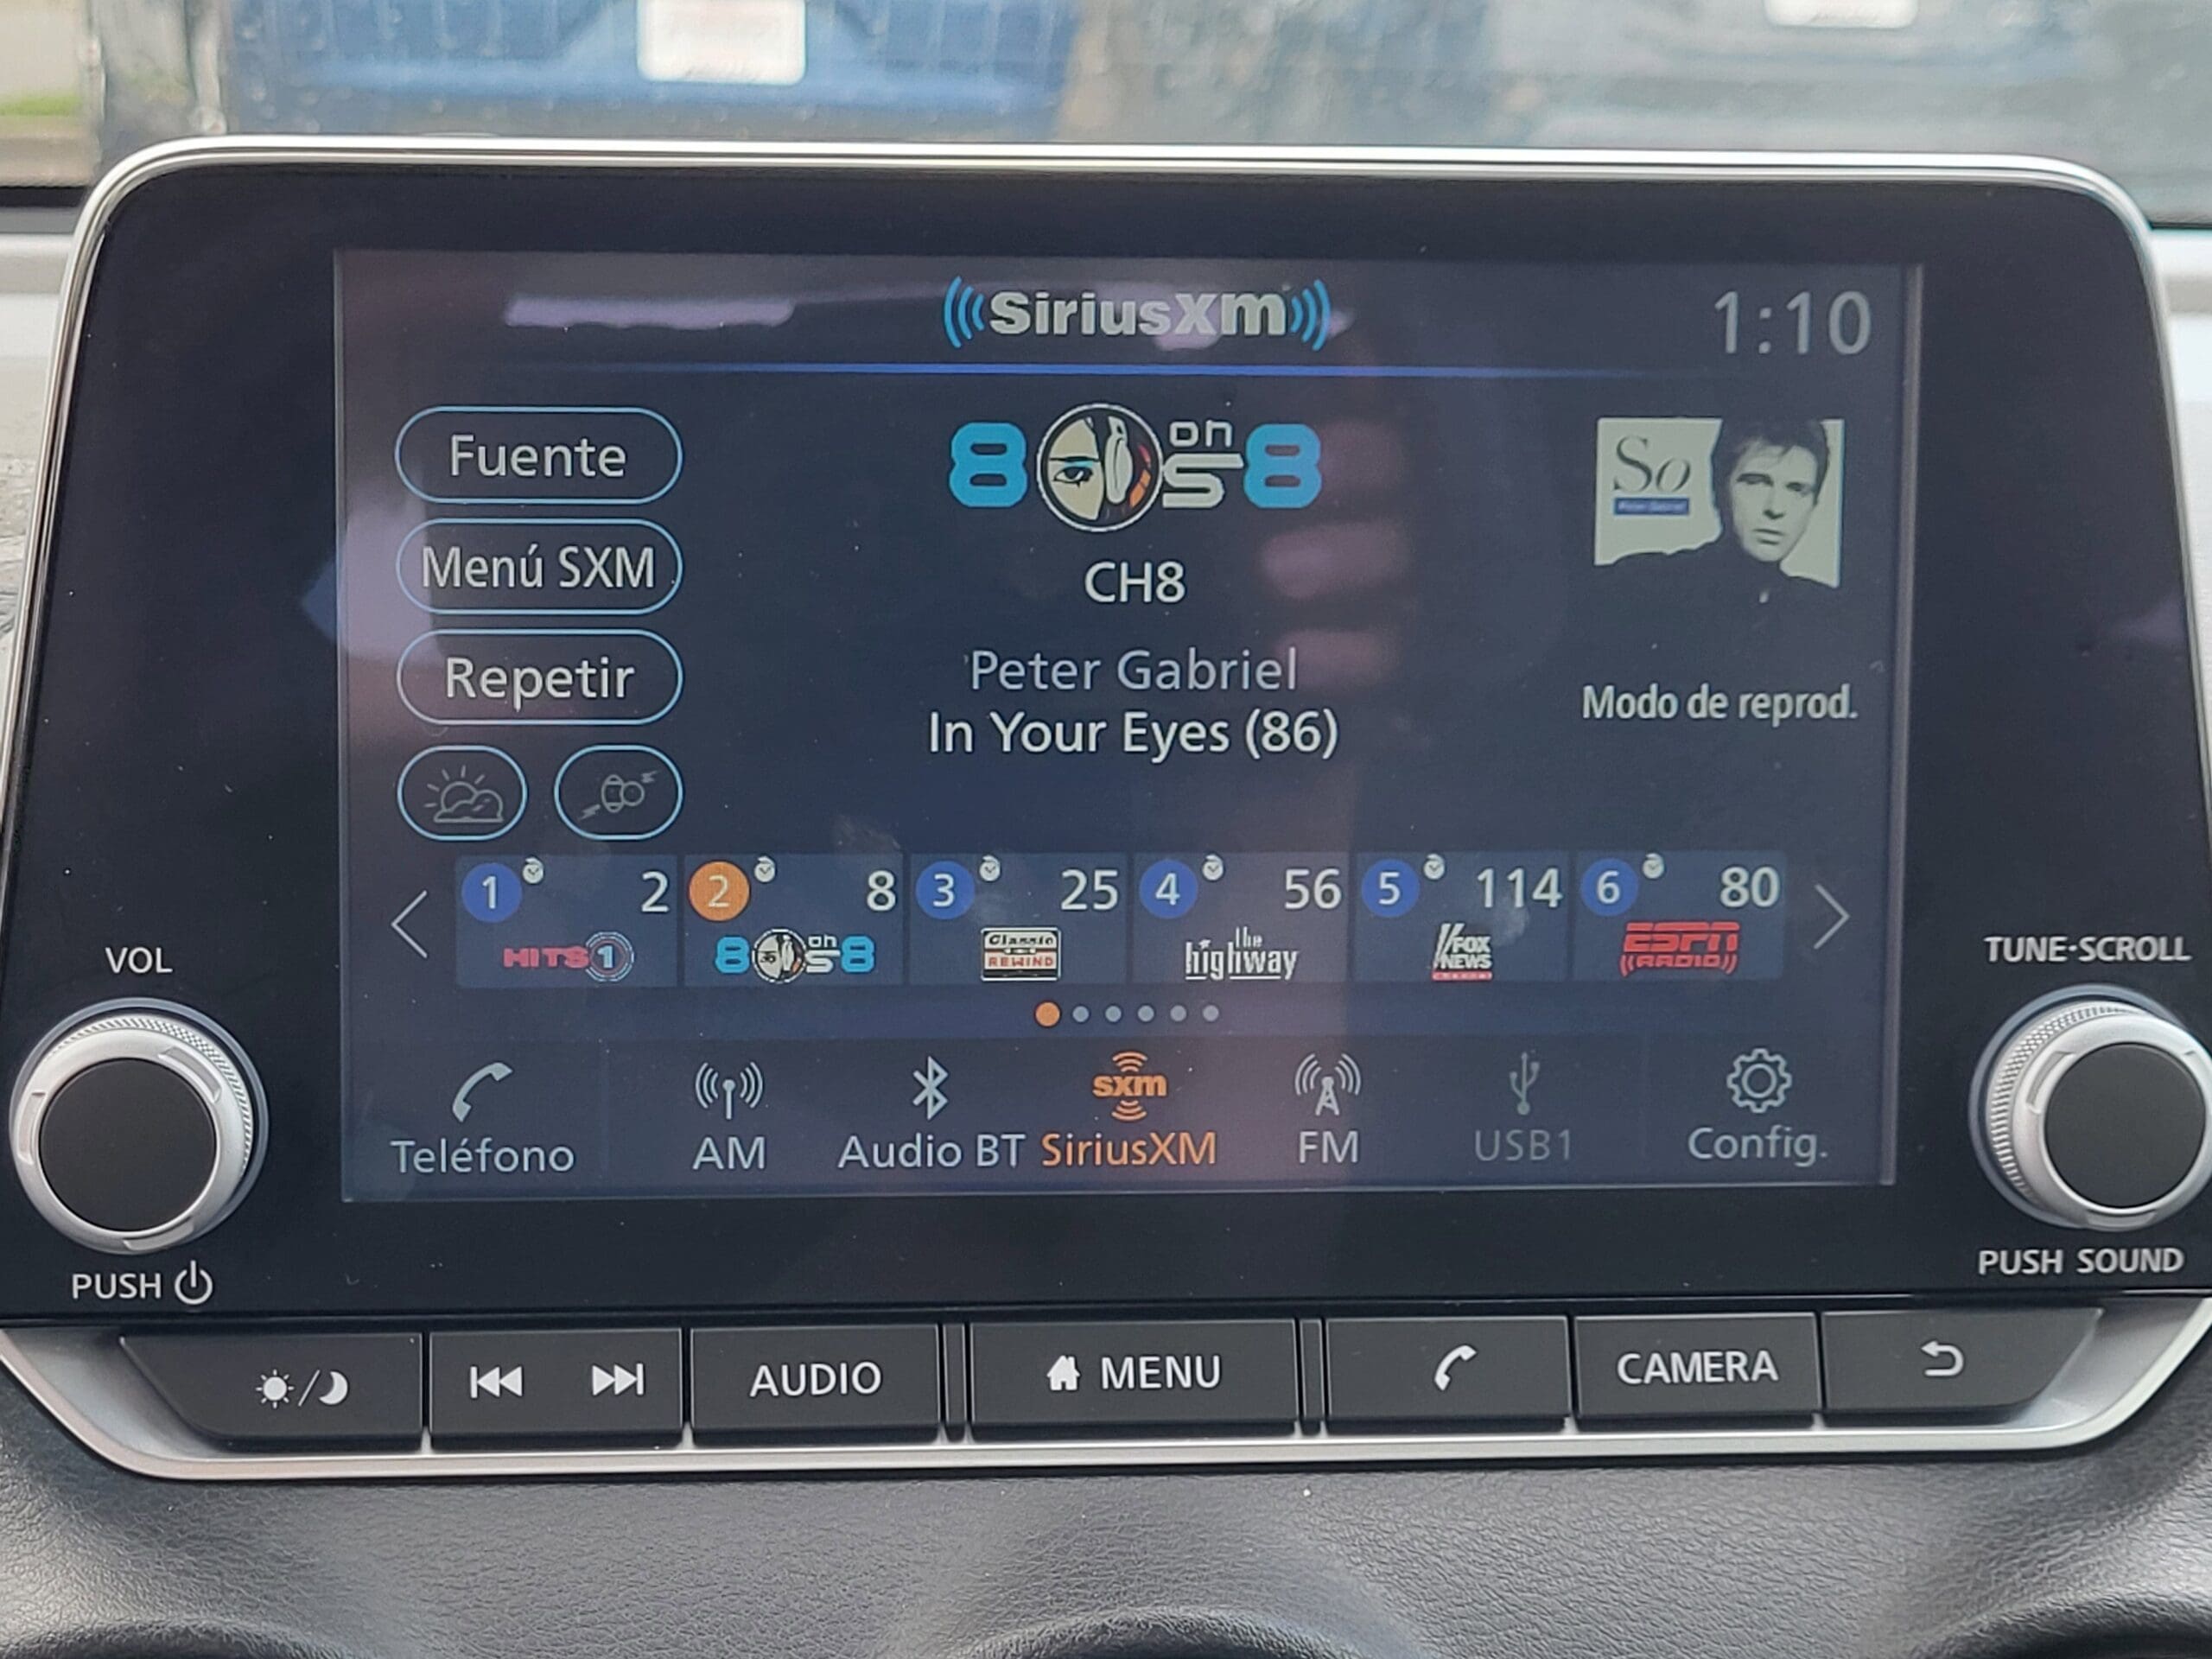 SiriusXm
1:10
Fuente
Menú SXM
Repetir
80s on 8
CH8
Peter Gabriel
In Your Eyes (86)
So
Peter Gabriel
Modo de reprod.
1 2
HITS 1
2 8
80s on 8
3 25
Classic
REWIND
4 56
the
highway
5 114
FOX
NEWS
channel
6 80
ESPN
RADIO
Teléfono
AM
Audio BT
sxm
SiriusXM
FM
USB1
Config.
VOL
PUSH
TUNE·SCROLL
PUSH SOUND
AUDIO
MENU
CAMERA